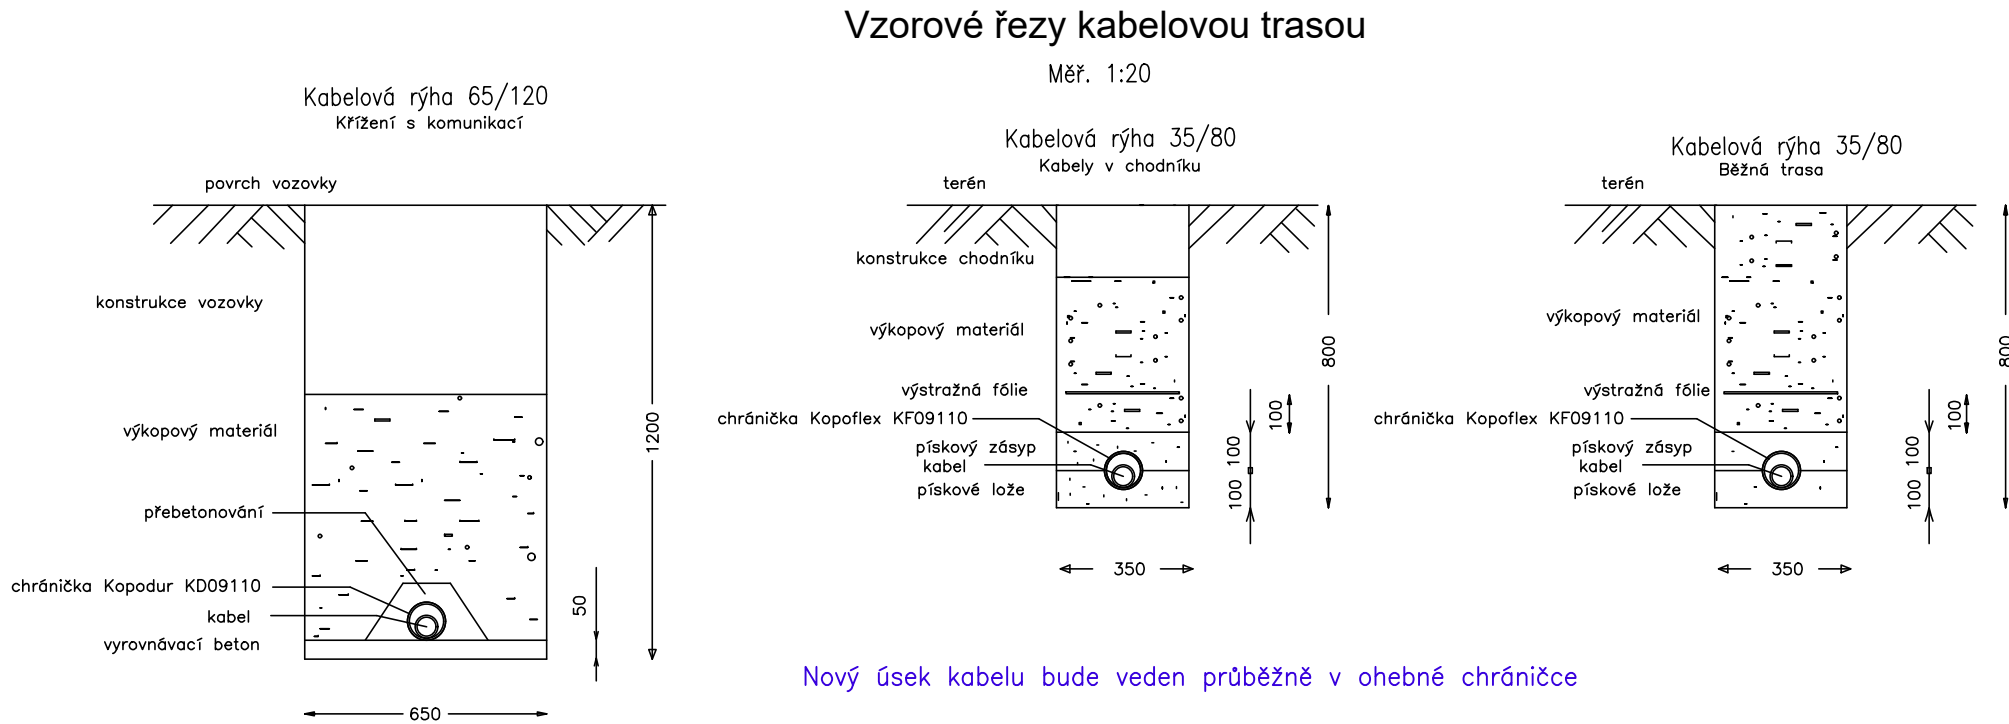 Vzorové řezy kabelovou trasou
Měř. 1:20
Kabelová rýha 65/120
Křížení s komunikací
povrch vozovky
konstrukce vozovky
výkopový materiál
přebetonování
chránička Kopodur KD09110
kabel
vyrovnávací beton
1200
50
650
Kabelová rýha 35/80
Kabely v chodníku
terén
konstrukce chodníku
výkopový materiál
výstražná fólie
chránička Kopoflex KF09110
pískový zásyp
kabel
pískové lože
800
100
100
100
350
Kabelová rýha 35/80
Běžná trasa
terén
výkopový materiál
výstražná fólie
chránička Kopoflex KF09110
pískový zásyp
kabel
pískové lože
800
100
100
100
350
Nový úsek kabelu bude veden průběžně v ohebné chráničce